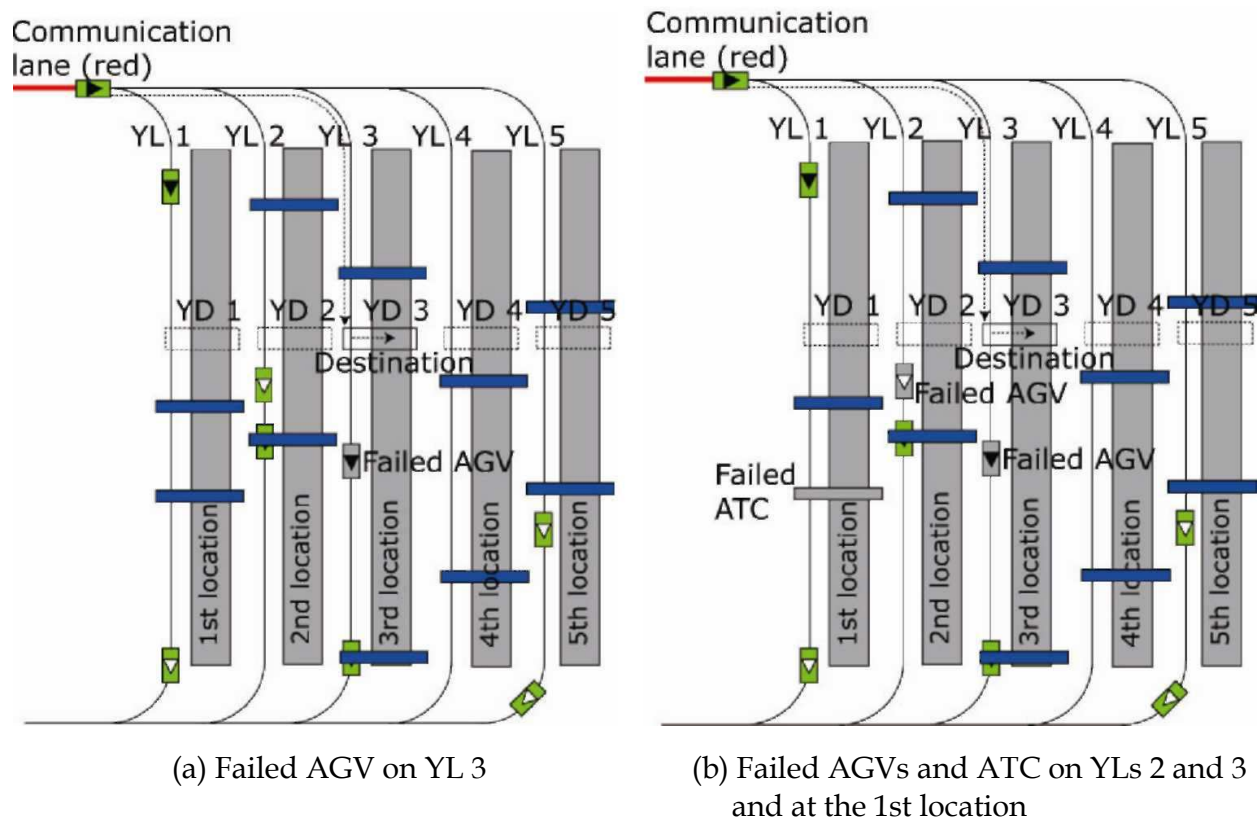 Communication
lane (red)
YL 1
YL 2
YL 3
YL 4
YL 5
YD 1
YD 2
YD 3
YD 4
YD 5
Destination
Failed AGV
1st location
2nd location
3rd location
4th location
5th location
(a) Failed AGV on YL 3
Communication
lane (red)
YL 1
YL 2
YL 3
YL 4
YL 5
YD 1
YD 2
YD 3
YD 4
YD 5
Destination
Failed AGV
Failed AGV
Failed
ATC
1st location
2nd location
3rd location
4th location
5th location
(b) Failed AGVs and ATC on YLs 2 and 3
and at the 1st location